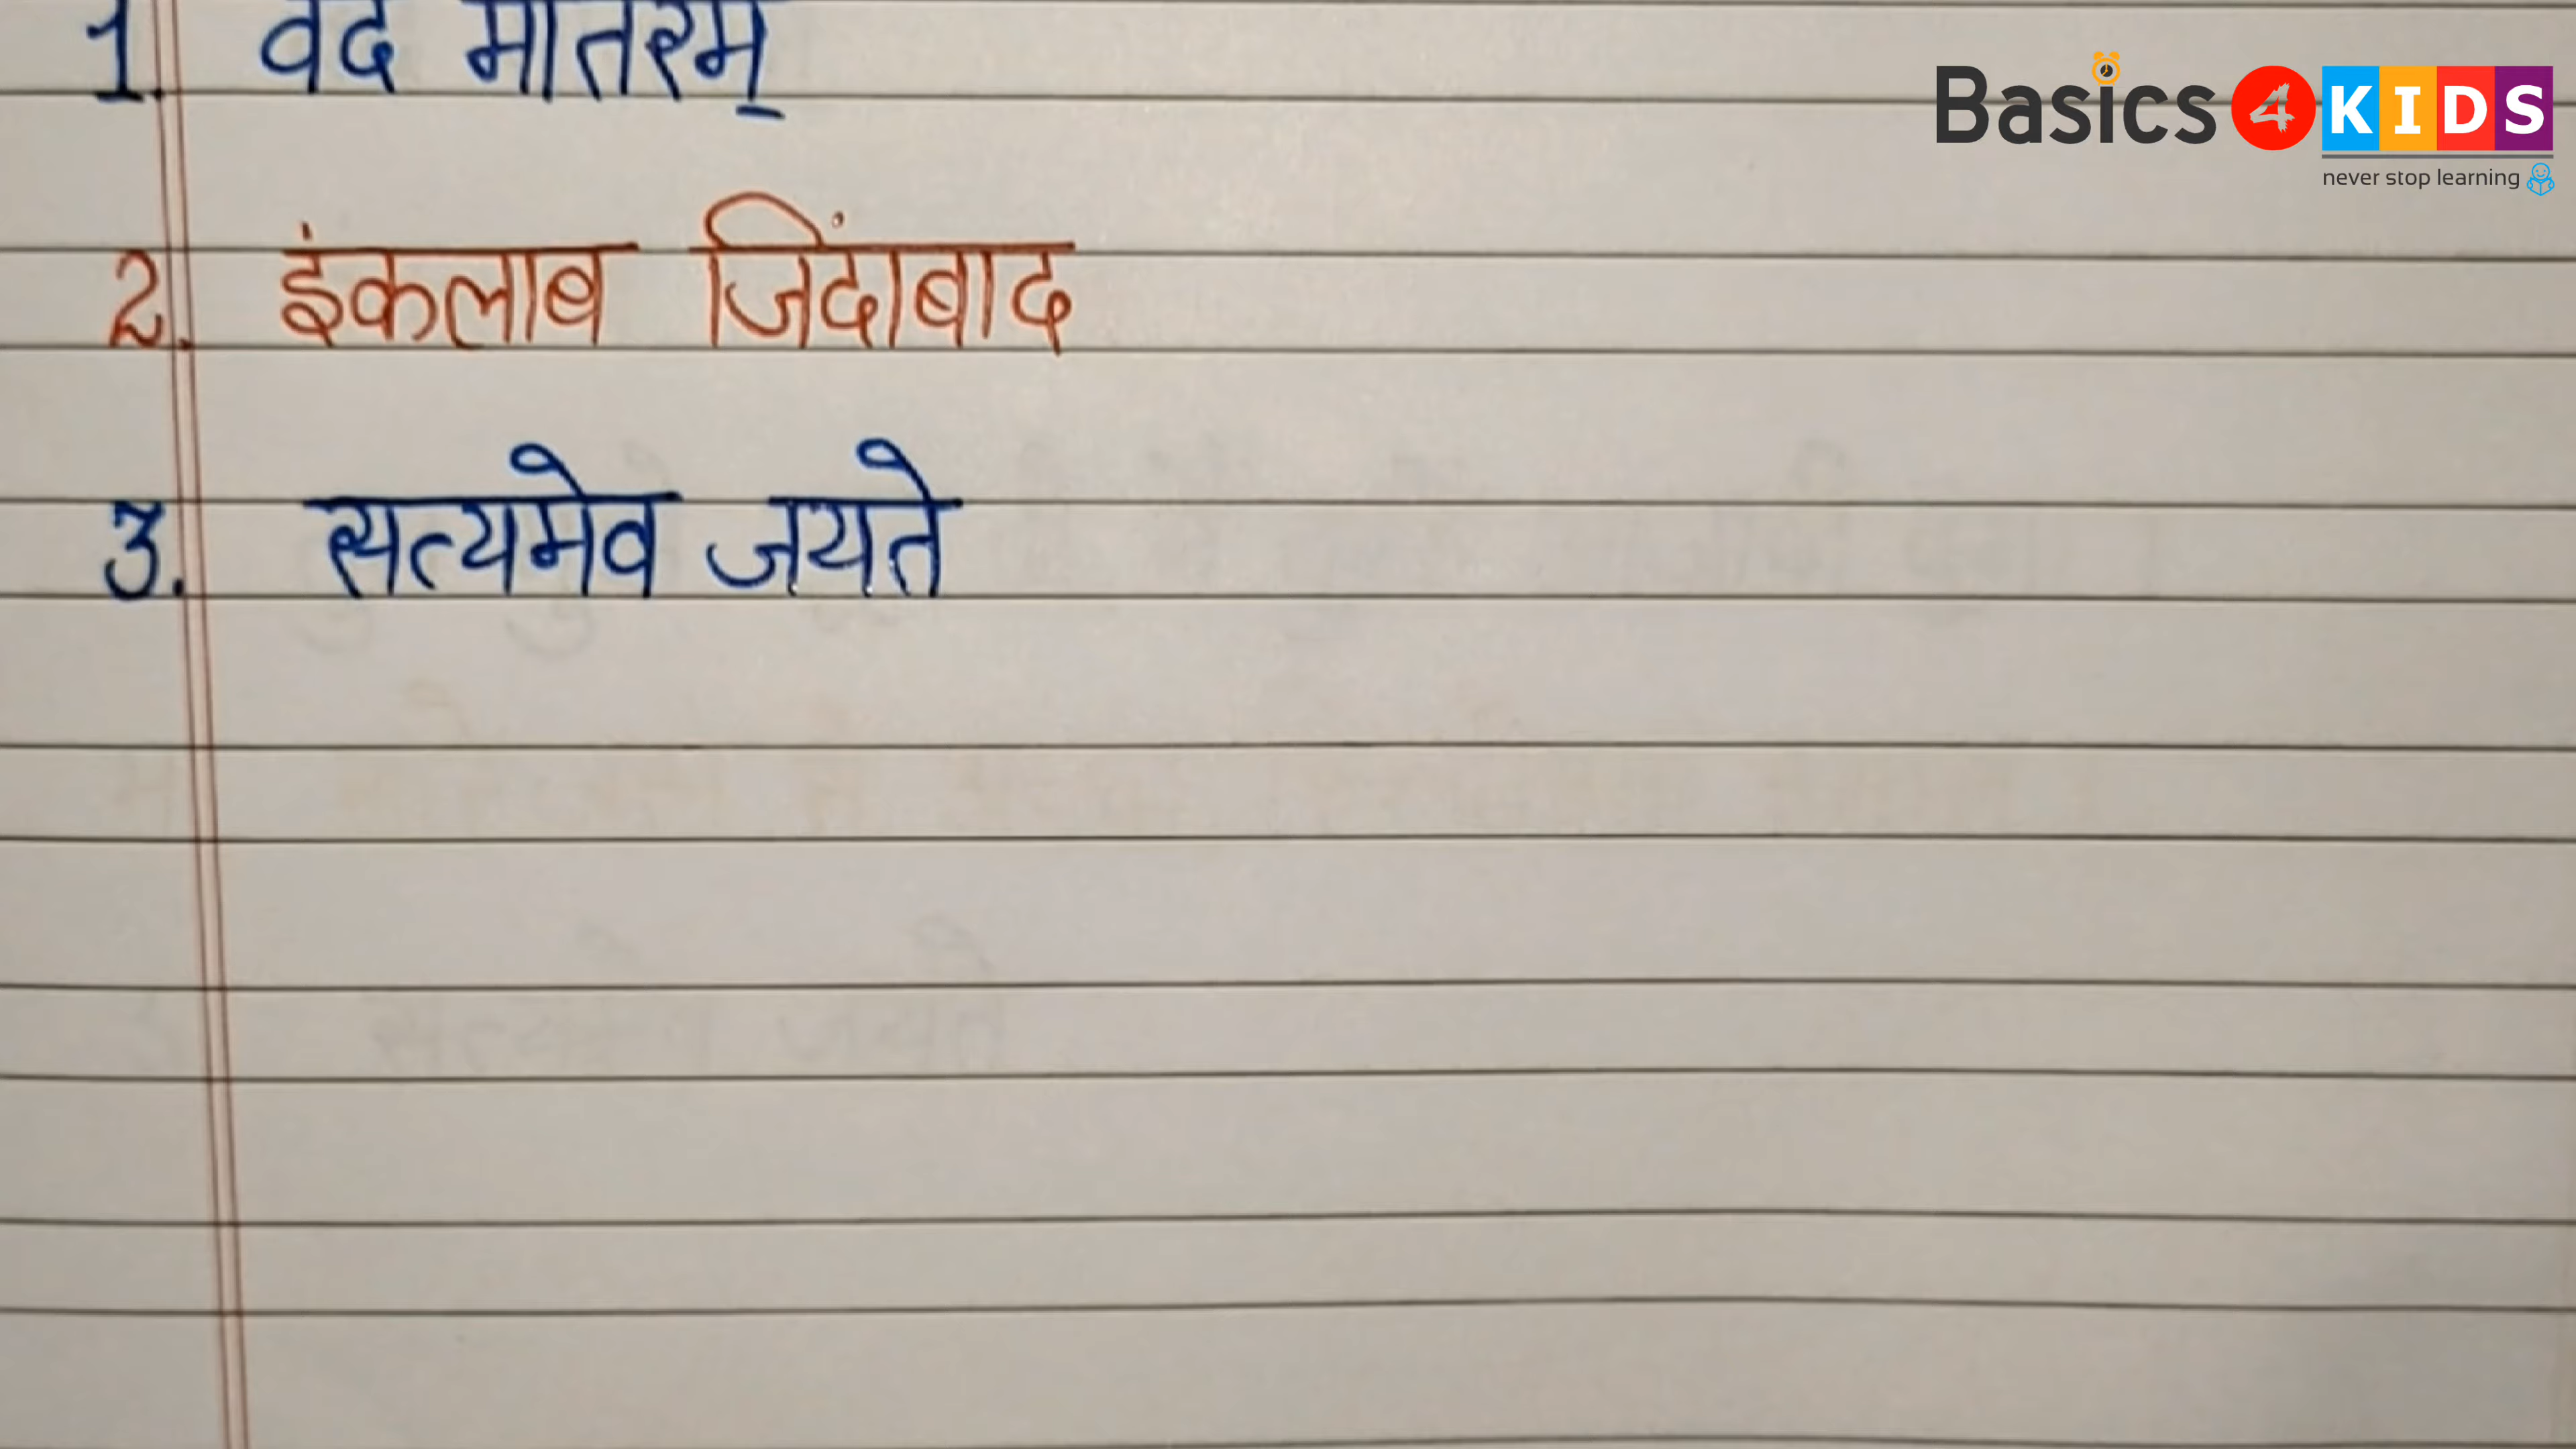 1. वंदे मातरम्
2. इंकलाब जिंदाबाद
3. सत्यमेव जयते
Basics 4 KIDS
never stop learning